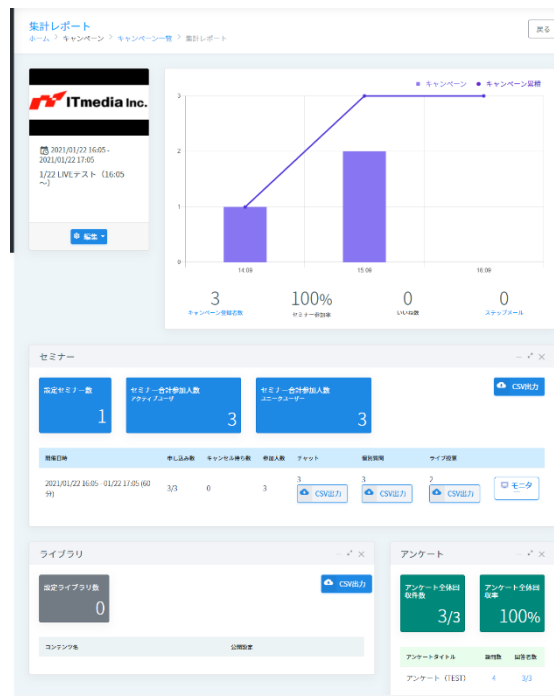 集計レポート
ホーム > キャンペーン > キャンペーン一覧 > 集計レポート
戻る
ITmedia Inc.
2021/01/22 16:05 -
2021/01/22 17:05
1/22 LIVEテスト（16:05
～）
編集
キャンペーン キャンペーン累積
3
2
1
0
14:08 15:08 16:08
3 100% 0 0
キャンペーン登録者数 セミナー参加率 いいね数 ステップメール
セミナー
CSV出力
設定セミナー数
1
セミナー合計参加人数
アクティブユーザ
3
セミナー合計参加人数
ユニークユーザー
3
開催日時 申し込み数 キャンセル待ち数 参加人数 チャット 個別質問 ライブ投票
2021/01/22 16:05 - 01/22 17:05 (60
分)
3/3 0 3
3 CSV出力
3 CSV出力
2 CSV出力
モニタ
ライブラリ
設定ライブラリ数
0
CSV出力
コンテンツ名 公開設定
アンケート
アンケート全体回
収件数
3/3
アンケート全体回
収率
100%
アンケートタイトル 設問数 回答者数
アンケート（TEST） 4 3/3